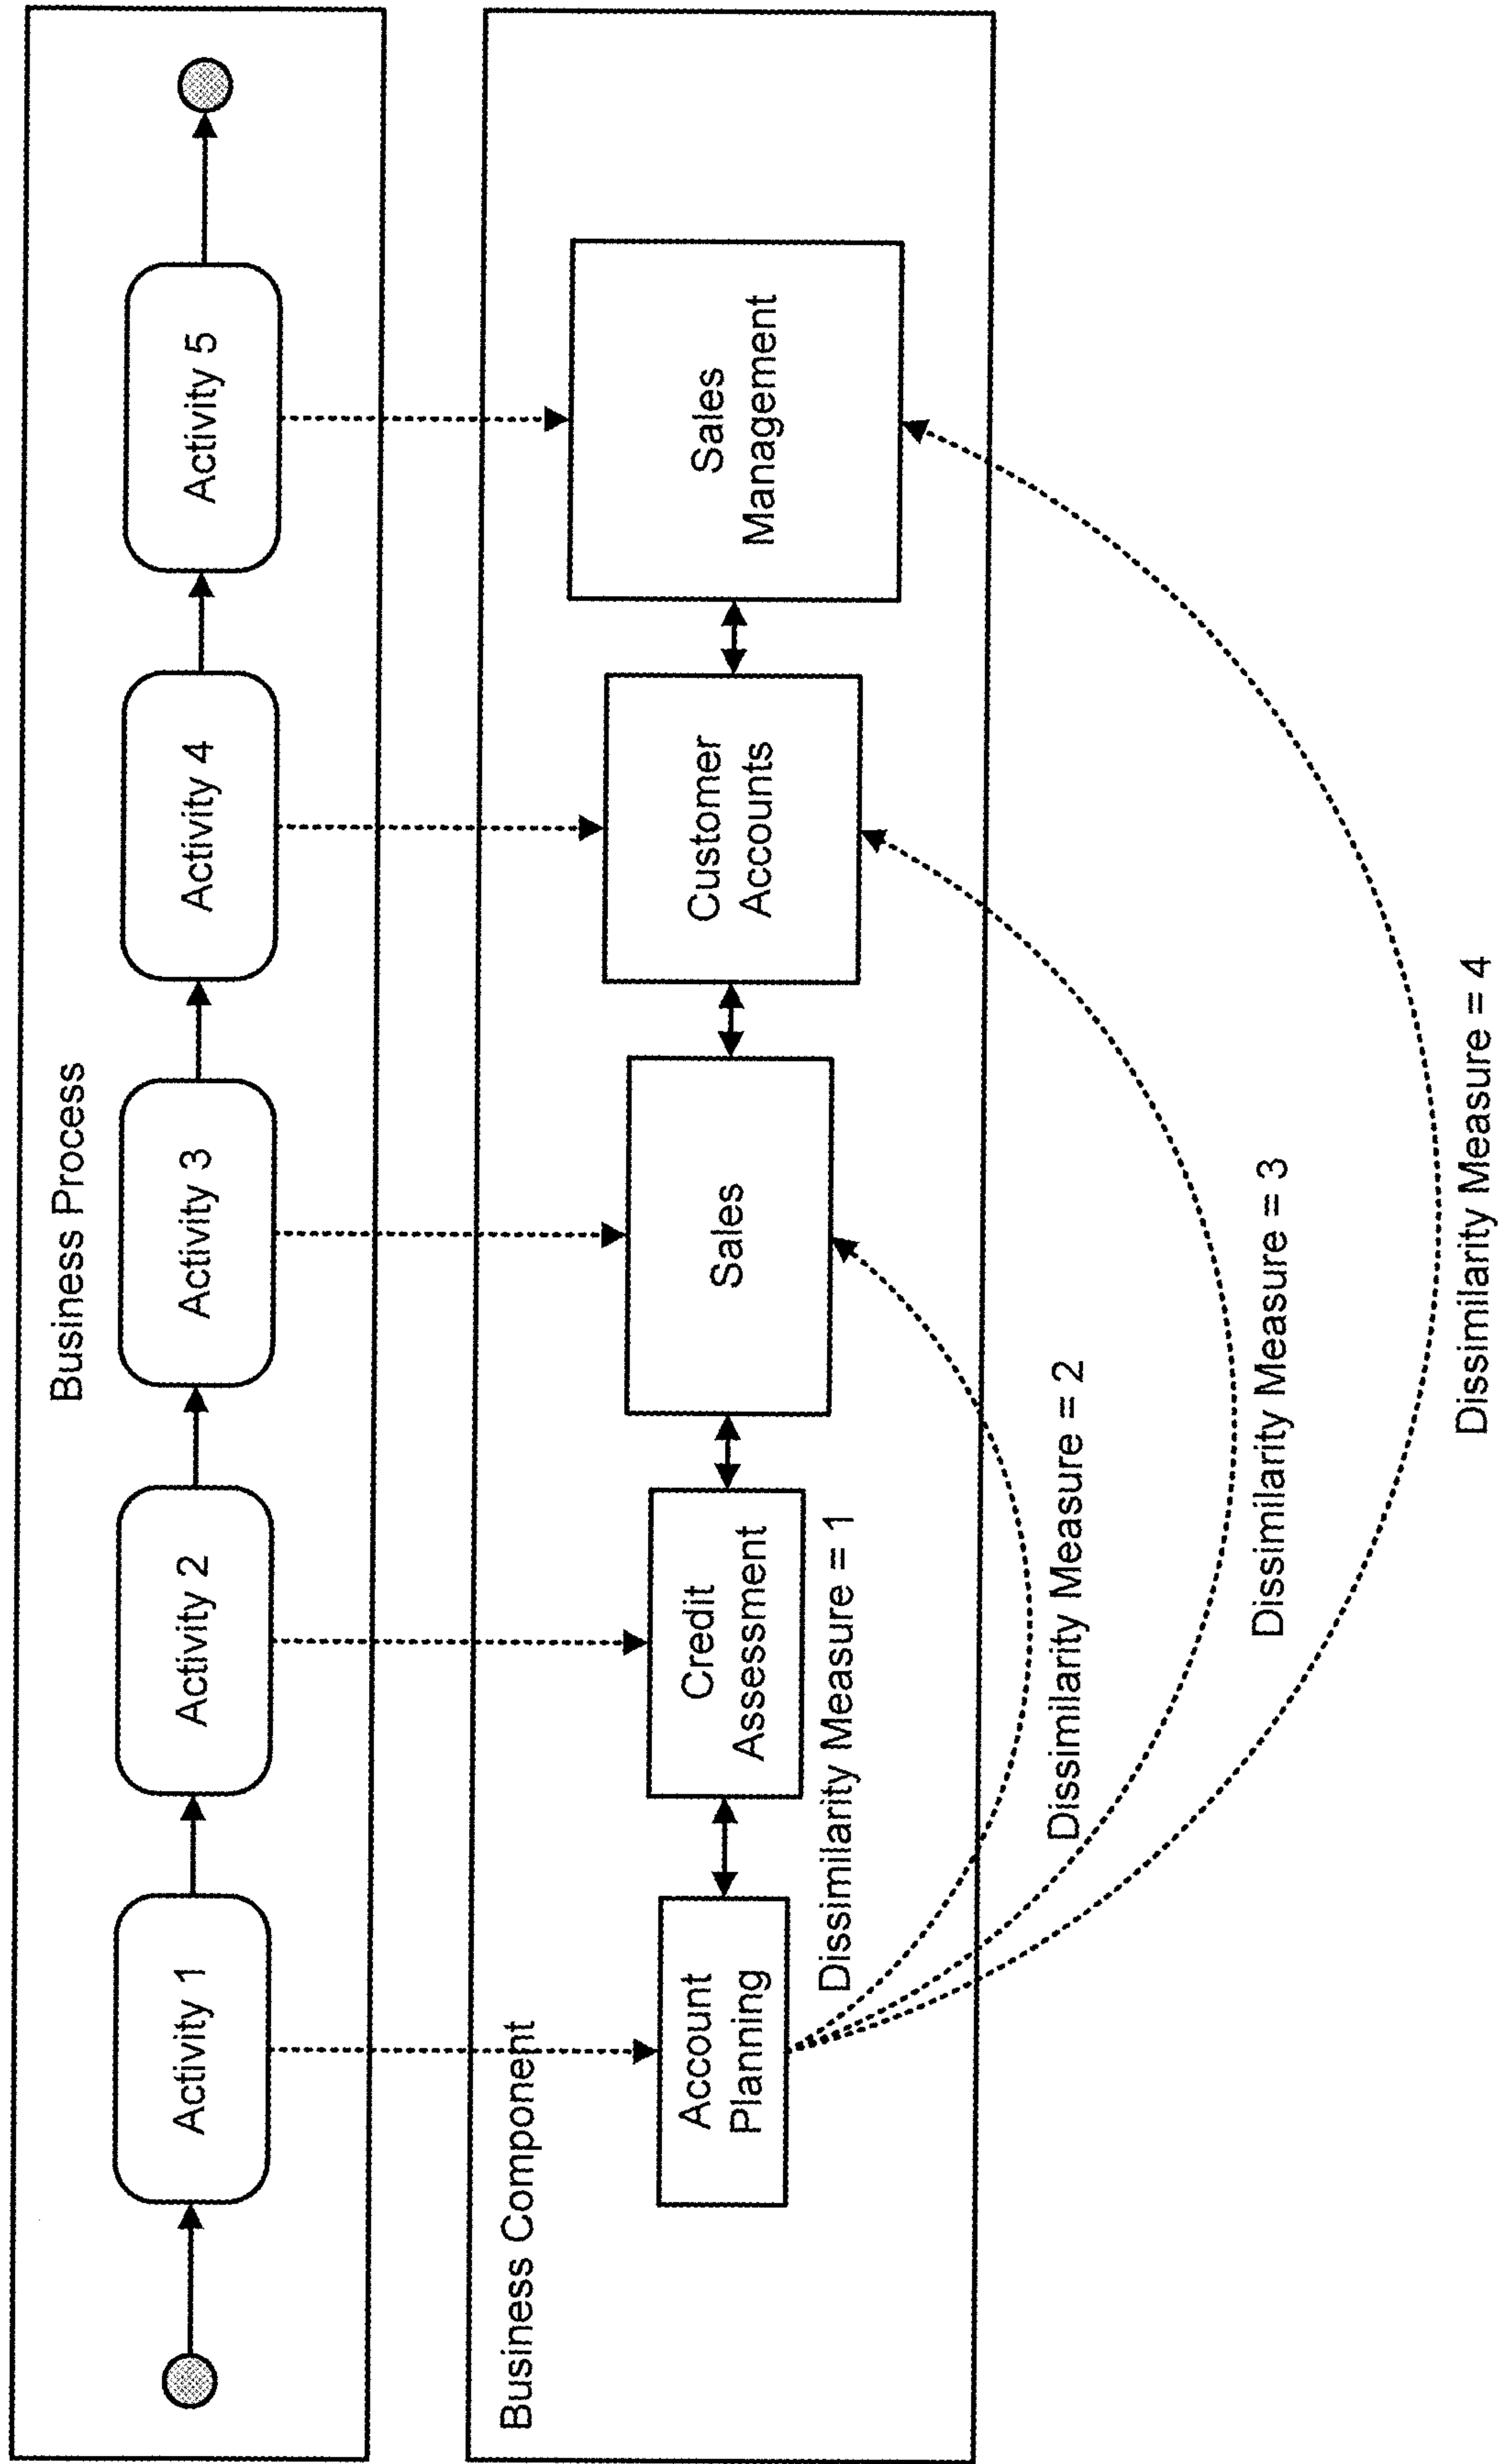 Business Process
Activity 1
Activity 2
Activity 3
Activity 4
Activity 5
Business Component
Account
Planning
Credit
Assessment
Sales
Customer
Accounts
Sales
Management
Dissimilarity Measure = 1
Dissimilarity Measure = 2
Dissimilarity Measure = 3
Dissimilarity Measure = 4